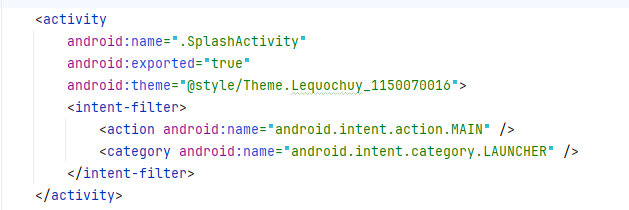 <activity
android:name=".SplashActivity"
android:exported="true"
android:theme="@style/Theme.Lequochuy_1150070016">
<intent-filter>
<action android:name="android.intent.action.MAIN" />
<category android:name="android.intent.category.LAUNCHER" />
</intent-filter>
</activity>